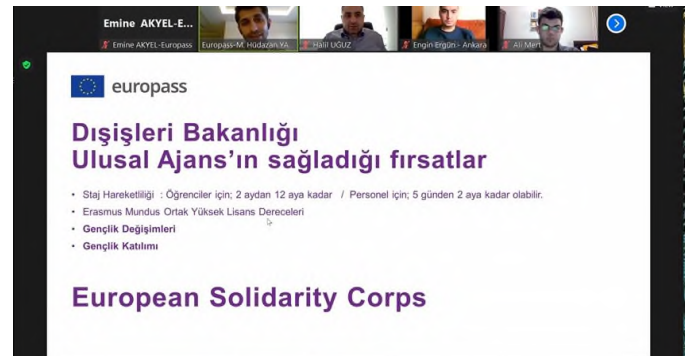 Emine AKYEL-E...
Emine AKYEL-Europass
Europass-M. Hüdazan YA
Halil UĞUZ
Engin Ergün - Ankara
Ali Mert
europass
Dışişleri Bakanlığı
Ulusal Ajans’ın sağladığı fırsatlar
• Staj Hareketliliği : Öğrenciler için; 2 aydan 12 aya kadar / Personel için; 5 günden 2 aya kadar olabilir.
• Erasmus Mundus Ortak Yüksek Lisans Dereceleri
• Gençlik Değişimleri
• Gençlik Katılımı
European Solidarity Corps